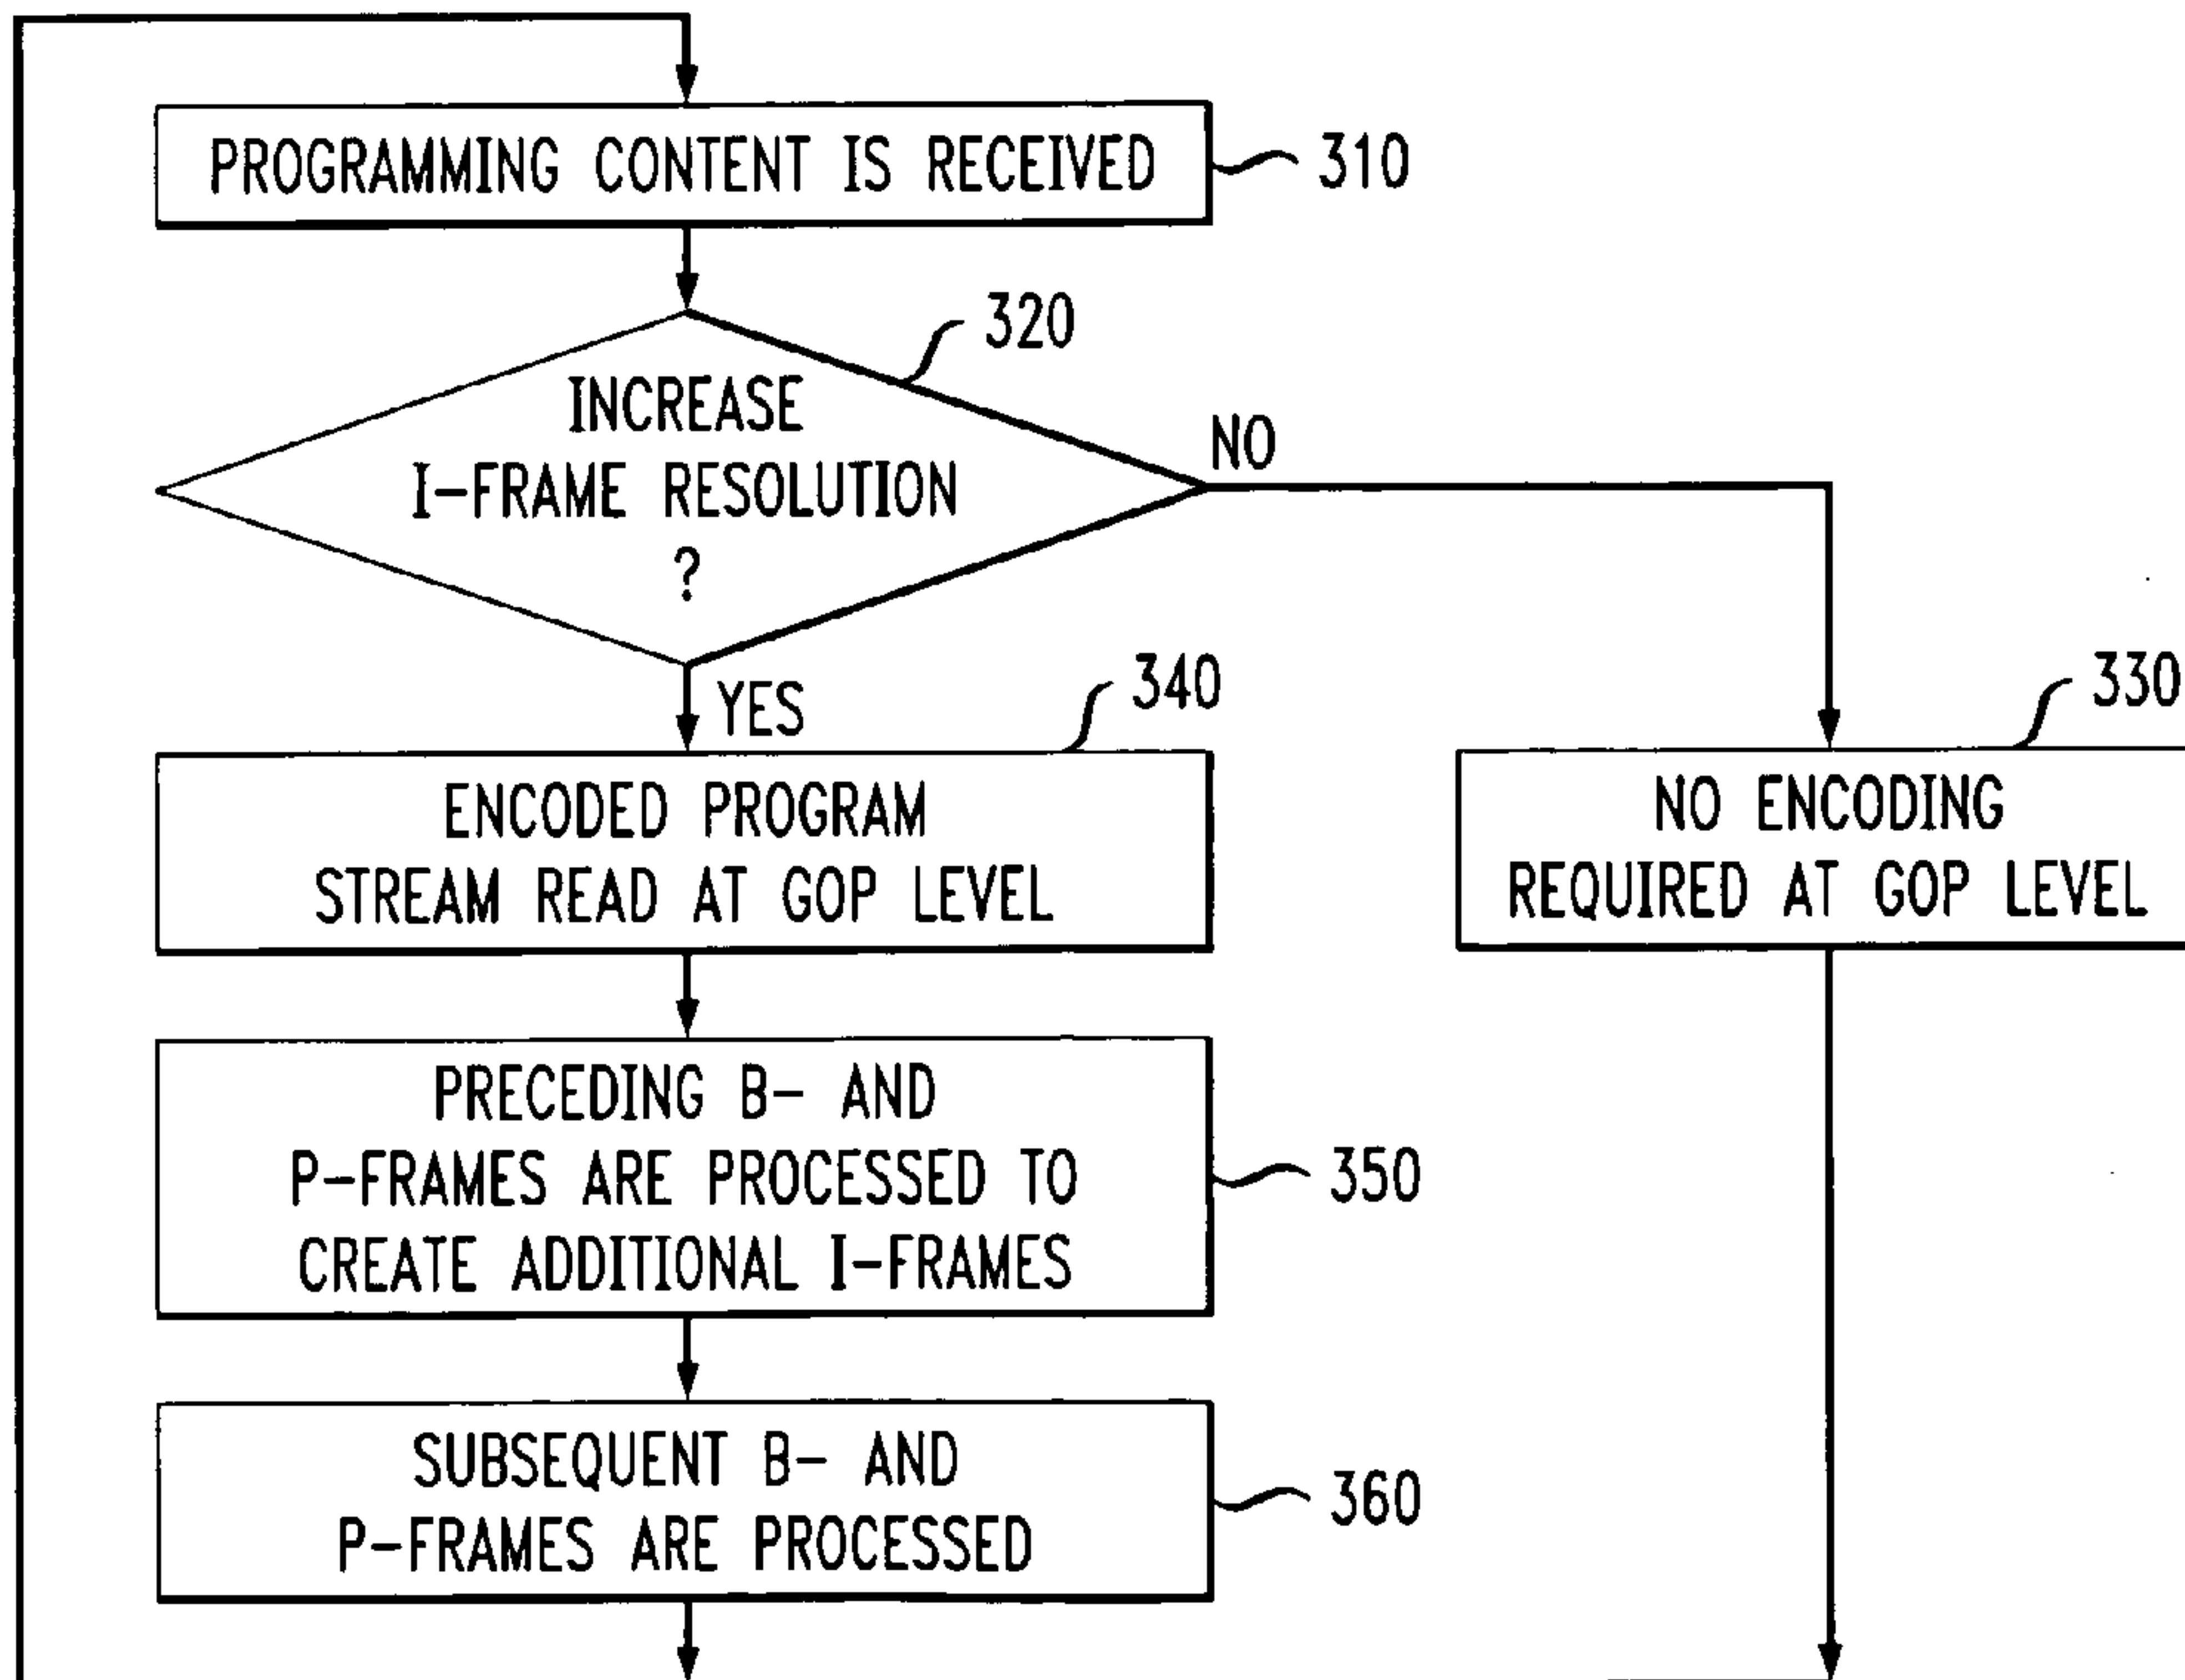 PROGRAMMING CONTENT IS RECEIVED
310
320
INCREASE
I-FRAME RESOLUTION
?
NO
YES
340
330
ENCODED PROGRAM
STREAM READ AT GOP LEVEL
NO ENCODING
REQUIRED AT GOP LEVEL
PRECEDING B- AND
P-FRAMES ARE PROCESSED TO
CREATE ADDITIONAL I-FRAMES
350
SUBSEQUENT B- AND
P-FRAMES ARE PROCESSED
360